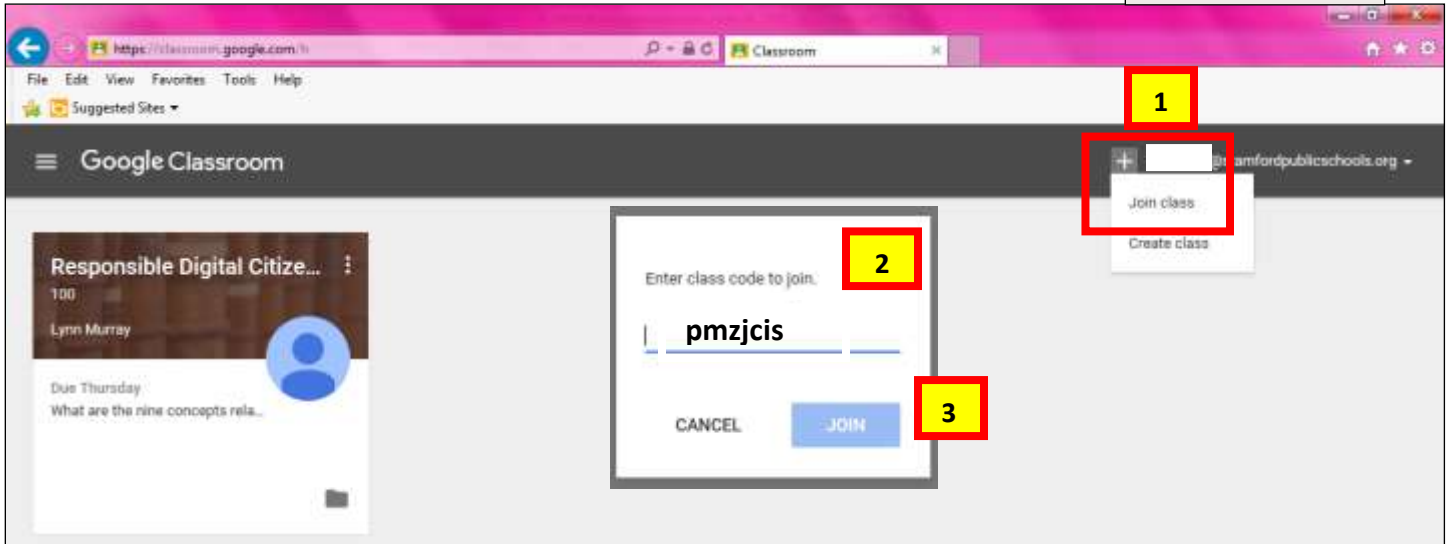 https://classroom.google.com/h
Classroom
File Edit View Favorites Tools Help
Suggested Sites
1
Google Classroom
amfordpublicschools.org
Join class
Create class
Responsible Digital Citize...
100
Lynn Murray
Due Thursday
What are the nine concepts rela...
2
Enter class code to join.
pmzjcis
CANCEL
JOIN
3